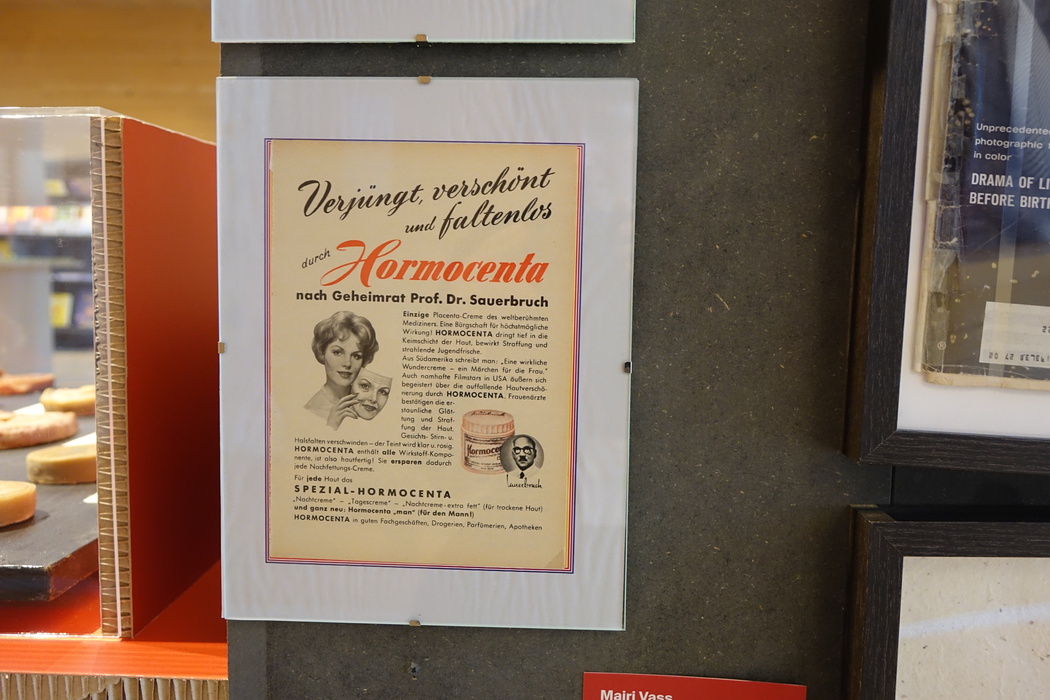 Verjüngt, verschönt
und faltenlos
durch Hormocenta
nach Geheimrat Prof. Dr. Sauerbruch
Einzige Placenta-Creme des weltberühmten
Mediziners. Eine Bürgschaft für höchstmögliche
Wirkung! HORMOCENTA dringt tief in die
Keimschicht der Haut, bewirkt Straffung und
strahlende Jugendfrische.
Aus Südamerika schreibt man: „Eine wirkliche
Wundercreme – ein Märchen für die Frau."
Auch namhafte Filmstars in USA äußern sich
begeistert über die auffallende Hautverschö-
nerung durch HORMOCENTA. Frauenärzte
bestätigen die er-
staunliche Glät-
tung und Straf-
fung der Haut.
Gesichts- Stirn- u.
Halsfalten verschwinden – der Teint wird klar u. rosig.
HORMOCENTA enthält alle Wirkstoff-Kompo-
nente, ist also hautfertig! Sie ersparen dadurch
jede Nachfettungs-Creme.
Hormocenta
Sauerbruch
Für jede Haut das
SPEZIAL-HORMOCENTA
„Nachtcreme" – „Tagescreme" – „Nachtcreme extra fett" (für trockene Haut)
und ganz neu: Hormocenta „man" (für den Mann!)
HORMOCENTA in guten Fachgeschäften, Drogerien, Parfümerien, Apotheken
Unprecedented
photographic
in color
DRAMA OF LI
BEFORE BIRTH
Mairi Vass